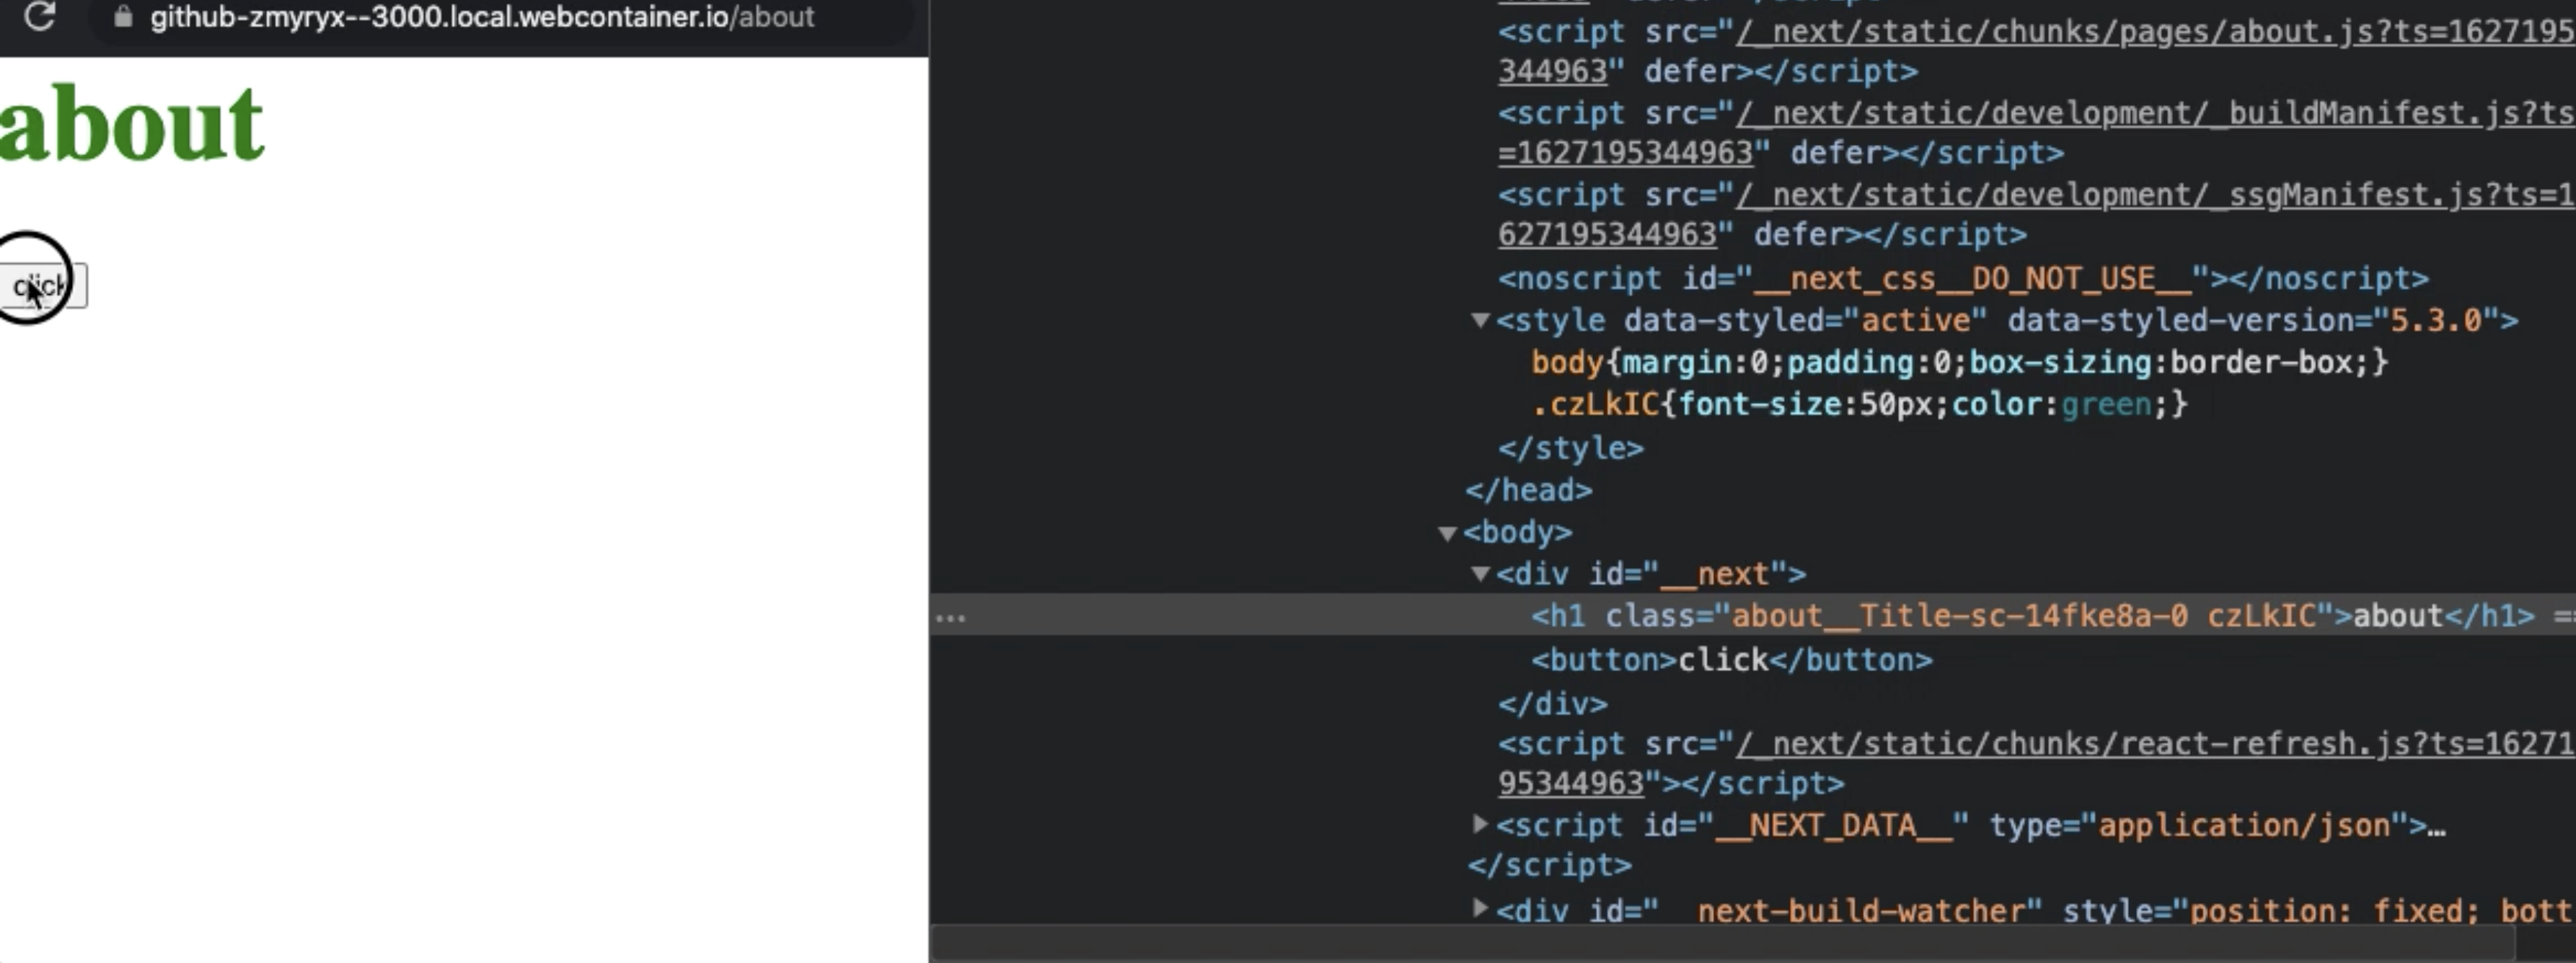 github-zmyryx--3000.local.webcontainer.io/about
about
click
<script src="/_next/static/chunks/pages/about.js?ts=1627195
344963" defer></script>
<script src="/_next/static/development/_buildManifest.js?ts
=1627195344963" defer></script>
<script src="/_next/static/development/_ssgManifest.js?ts=1
627195344963" defer></script>
<noscript id="__next_css__DO_NOT_USE__"></noscript>
<style data-styled="active" data-styled-version="5.3.0">
body{margin:0;padding:0;box-sizing:border-box;}
.czLkIC{font-size:50px;color:green;}
</style>
</head>
<body>
<div id="__next">
… <h1 class="about__Title-sc-14fke8a-0 czLkIC">about</h1> ==
<button>click</button>
</div>
<script src="/_next/static/chunks/react-refresh.js?ts=16271
95344963"></script>
<script id="__NEXT_DATA__" type="application/json">…
</script>
<div id="__next-build-watcher" style="position: fixed; bott